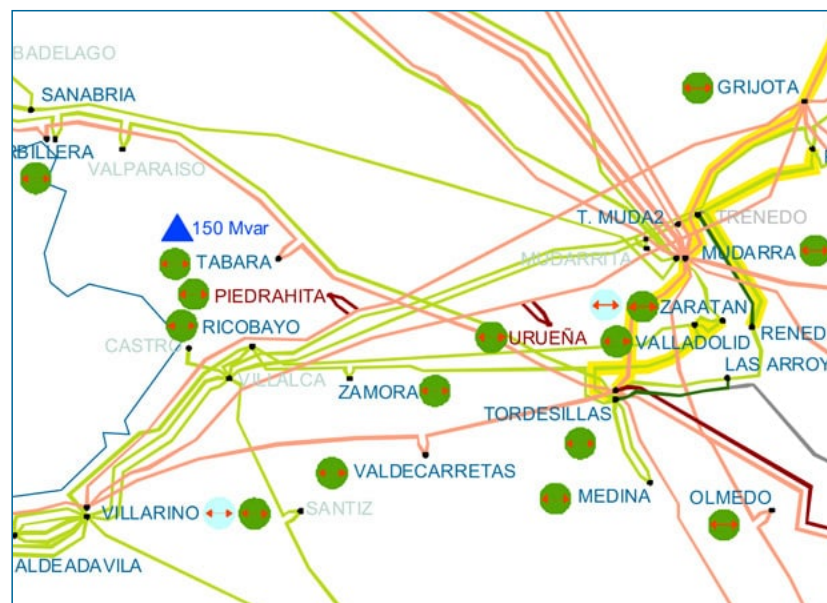 BADELAGO
SANABRIA
GRIJOTA
RBILLERA
VALPARAISO
T. MUDA2
TRENEDO
150 Mvar
MUDARRITA
MUDARRA
TABARA
PIEDRAHITA
ZARATAN
RICOBAYO
URUEÑA
VALLADOLID
RENED
CASTRO
LAS ARROY
VILLALCA
ZAMORA
TORDESILLAS
VALDECARRETAS
MEDINA
OLMEDO
VILLARINO
SANTIZ
ALDEADAVILA